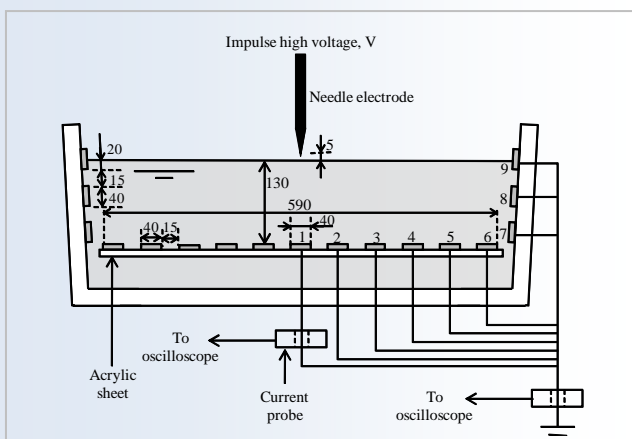 Impulse high voltage, V
Needle electrode
20
5
15
40
130
9
8
7
590
40
15
40
1
2
3
4
5
6
To
oscilloscope
Acrylic
sheet
Current
probe
To
oscilloscope